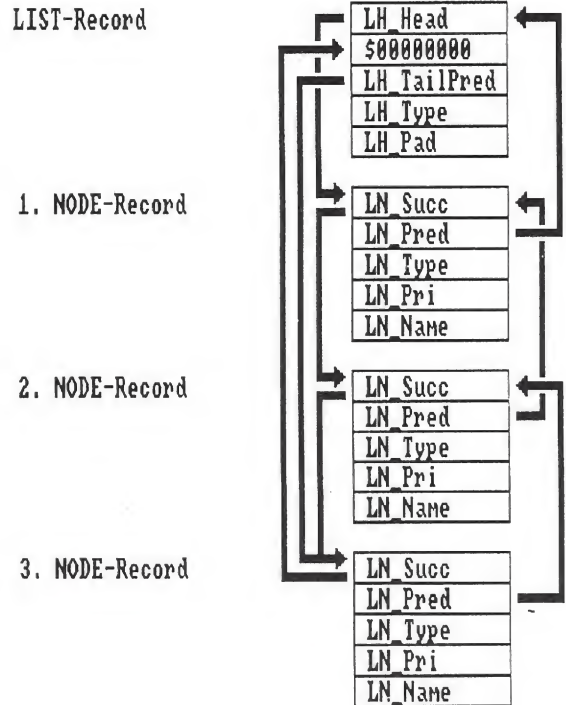 LIST-Record
LH_Head
$00000000
LH_TailPred
LH_Type
LH_Pad
1. NODE-Record
LN_Succ
LN_Pred
LN_Type
LN_Pri
LN_Name
2. NODE-Record
LN_Succ
LN_Pred
LN_Type
LN_Pri
LN_Name
3. NODE-Record
LN_Succ
LN_Pred
LN_Type
LN_Pri
LN_Name